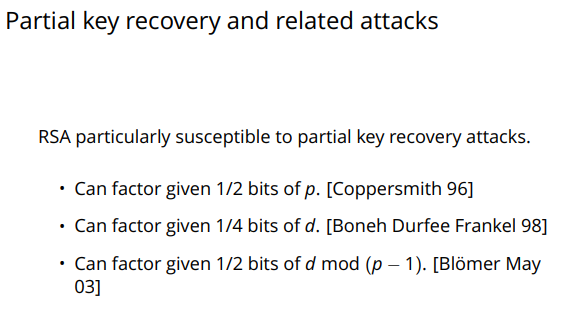 Partial key recovery and related attacks
RSA particularly susceptible to partial key recovery attacks.
• Can factor given 1/2 bits of p. [Coppersmith 96]
• Can factor given 1/4 bits of d. [Boneh Durfee Frankel 98]
• Can factor given 1/2 bits of d mod (p − 1). [Blömer May
03]